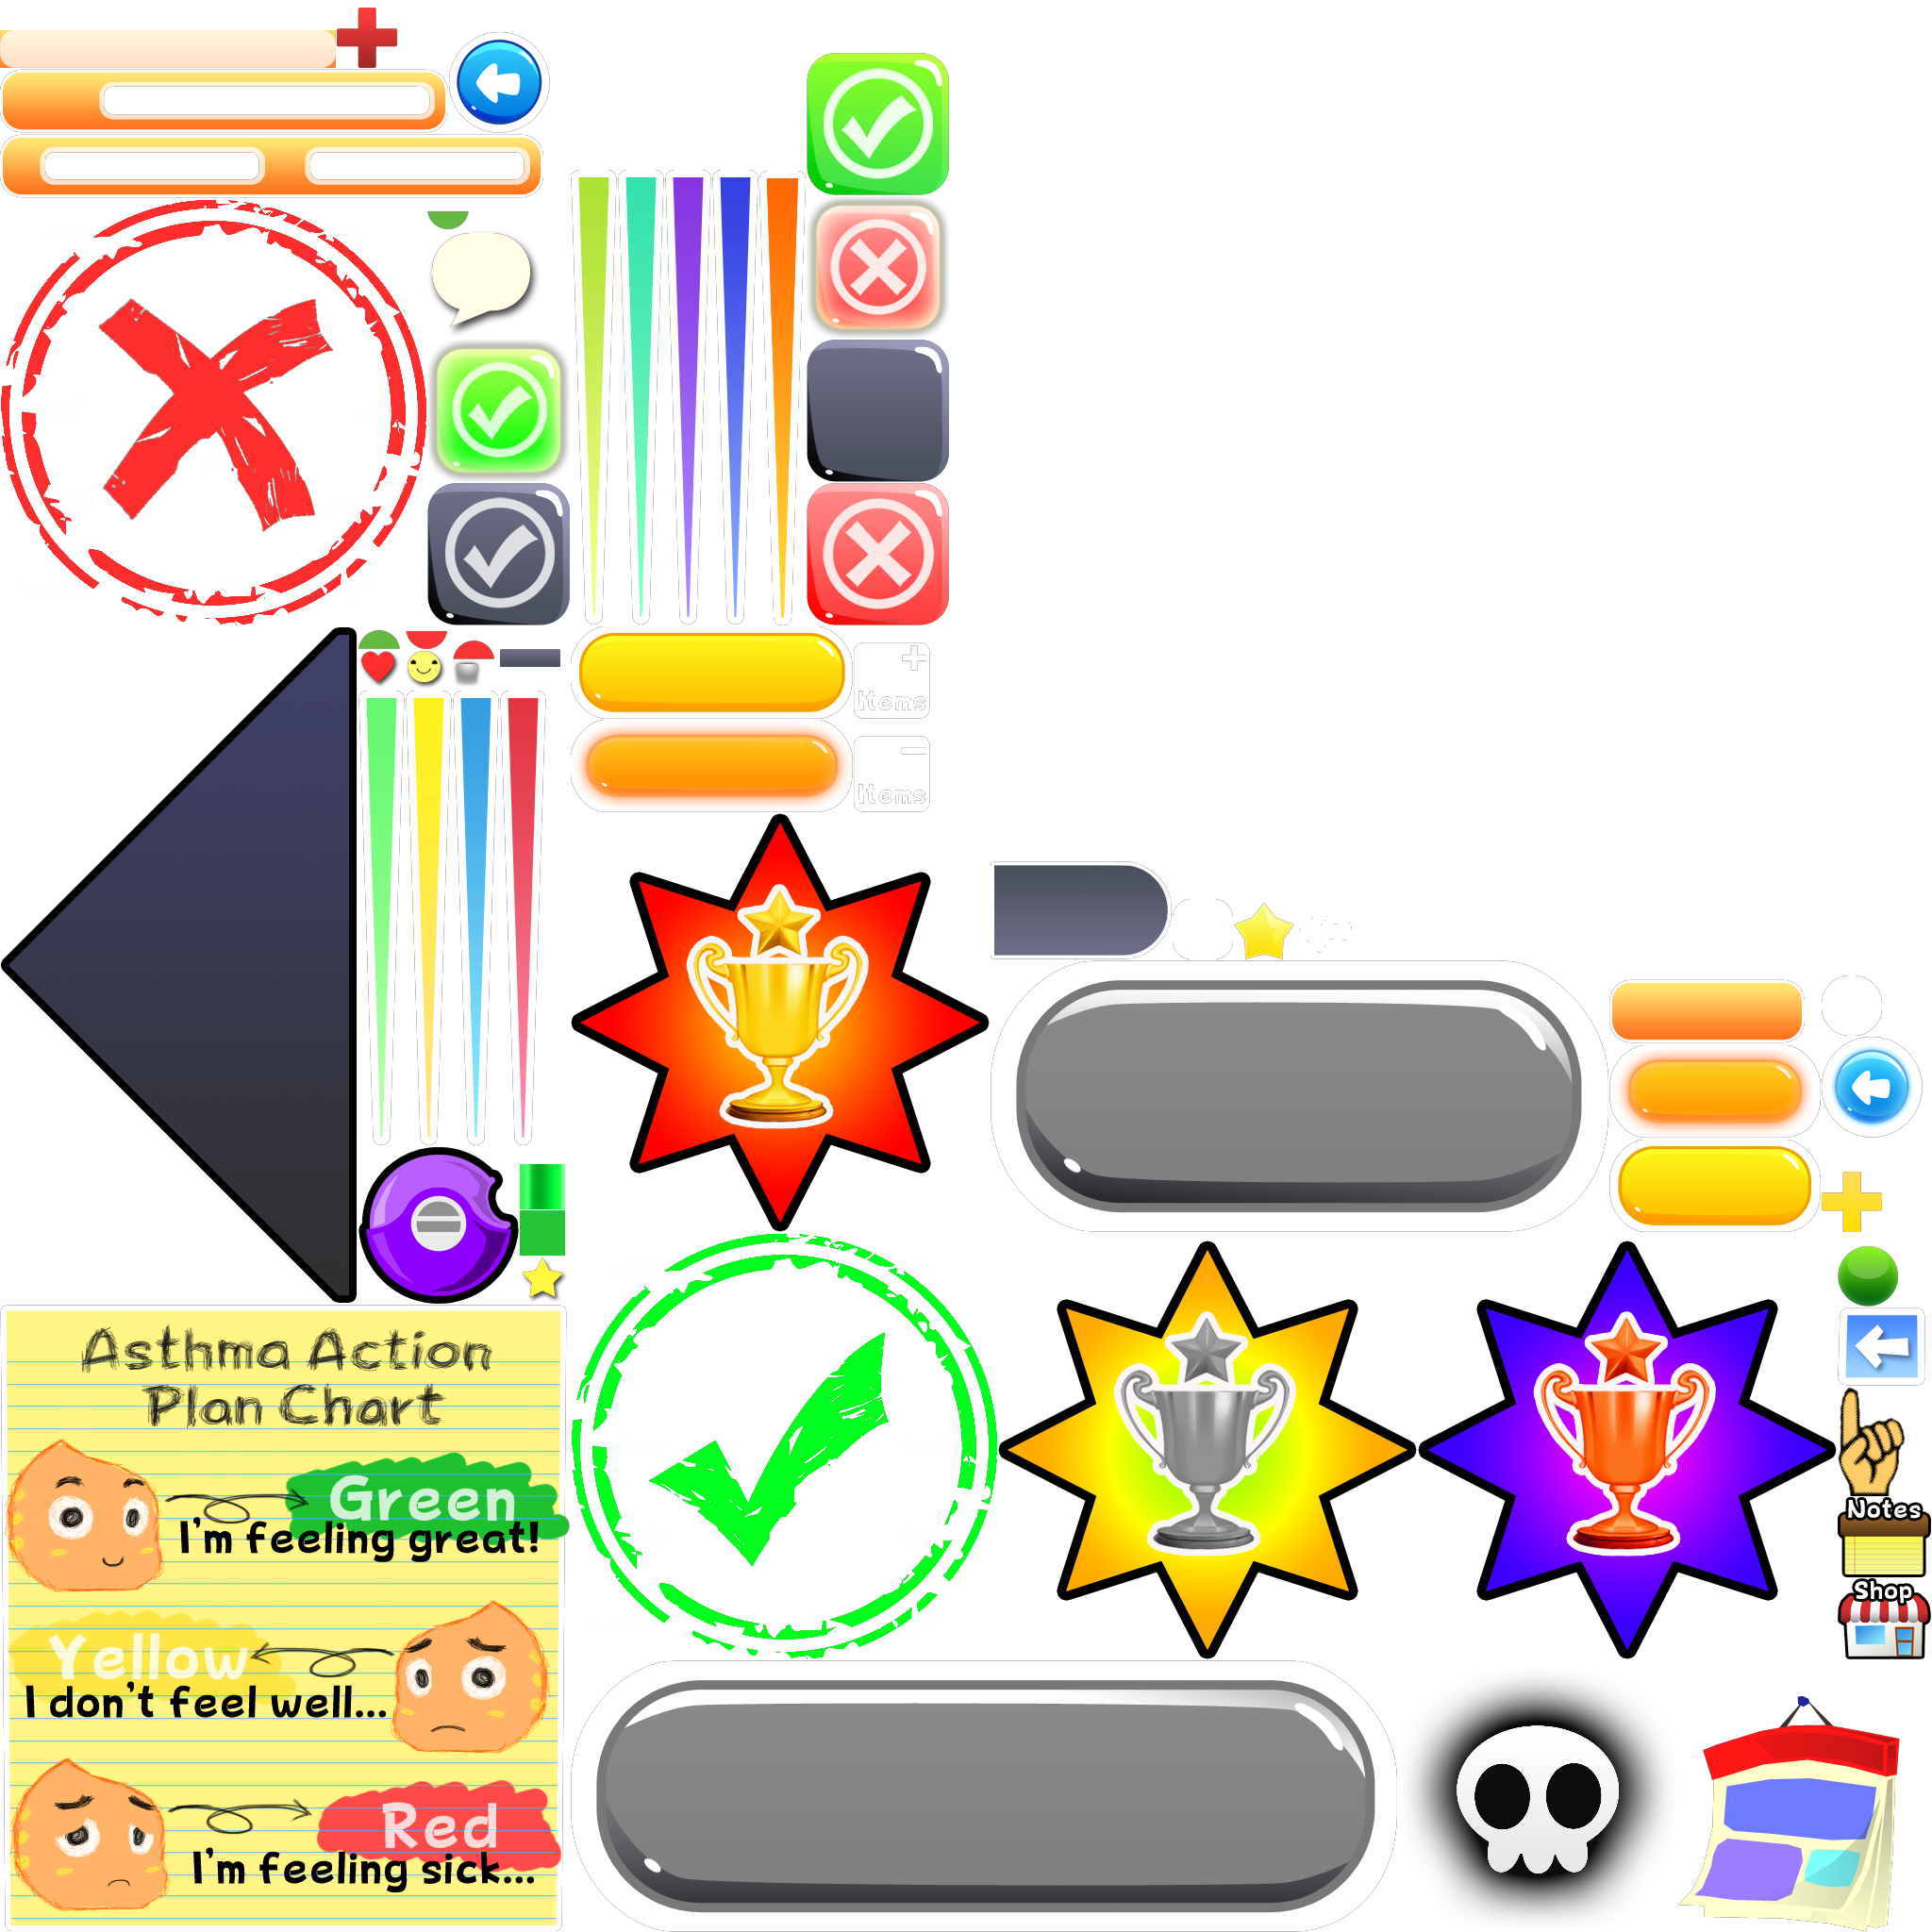 Items
Items
Asthma Action
Plan Chart
Green
I'm feeling great!
Yellow
I don't feel well...
Red
I'm feeling sick...
Notes
Shop